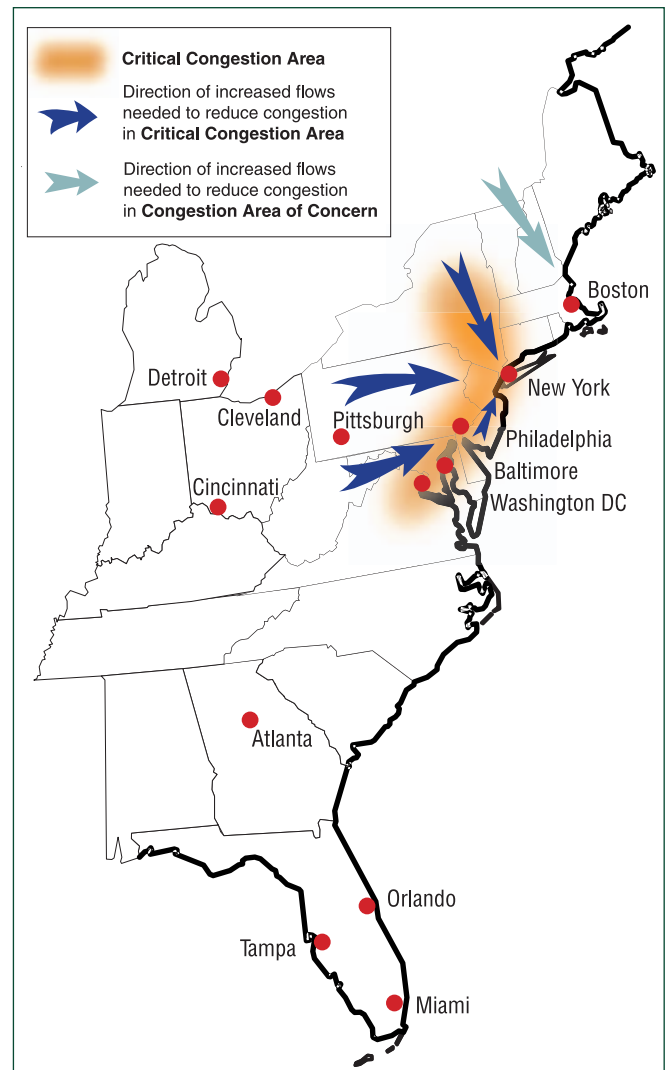 Critical Congestion Area
Direction of increased flows
needed to reduce congestion
in Critical Congestion Area
Direction of increased flows
needed to reduce congestion
in Congestion Area of Concern
Boston
Detroit
New York
Cleveland
Pittsburgh
Philadelphia
Baltimore
Cincinnati
Washington DC
Atlanta
Orlando
Tampa
Miami